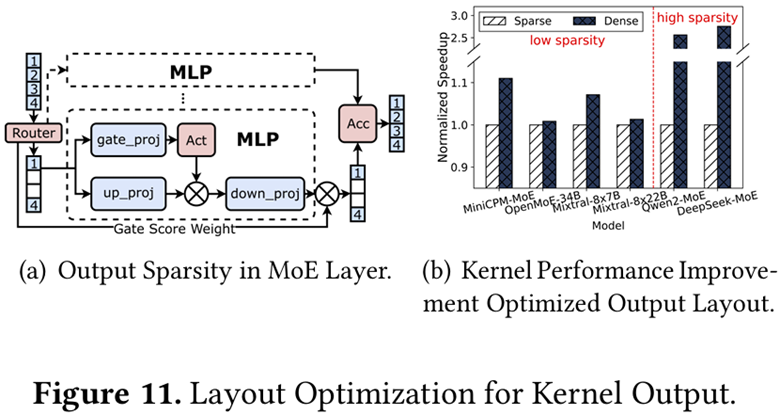 1
2
3
4
Router
1
4
MLP
...
MLP
gate_proj
Act
up_proj
down_proj
Gate Score Weight
1
4
Acc
1
2
3
4
(a) Output Sparsity in MoE Layer.
Normalized Speedup
3.0
2.5
1.1
1.0
0.9
Sparse
Dense
low sparsity
high sparsity
MiniCPM-MoE
OpenMoE-34B
Mixtral-8x7B
Mixtral-8x22B
Qwen2-MoE
DeepSeek-MoE
Model
(b) Kernel Performance Improve-
ment Optimized Output Layout.
Figure 11. Layout Optimization for Kernel Output.